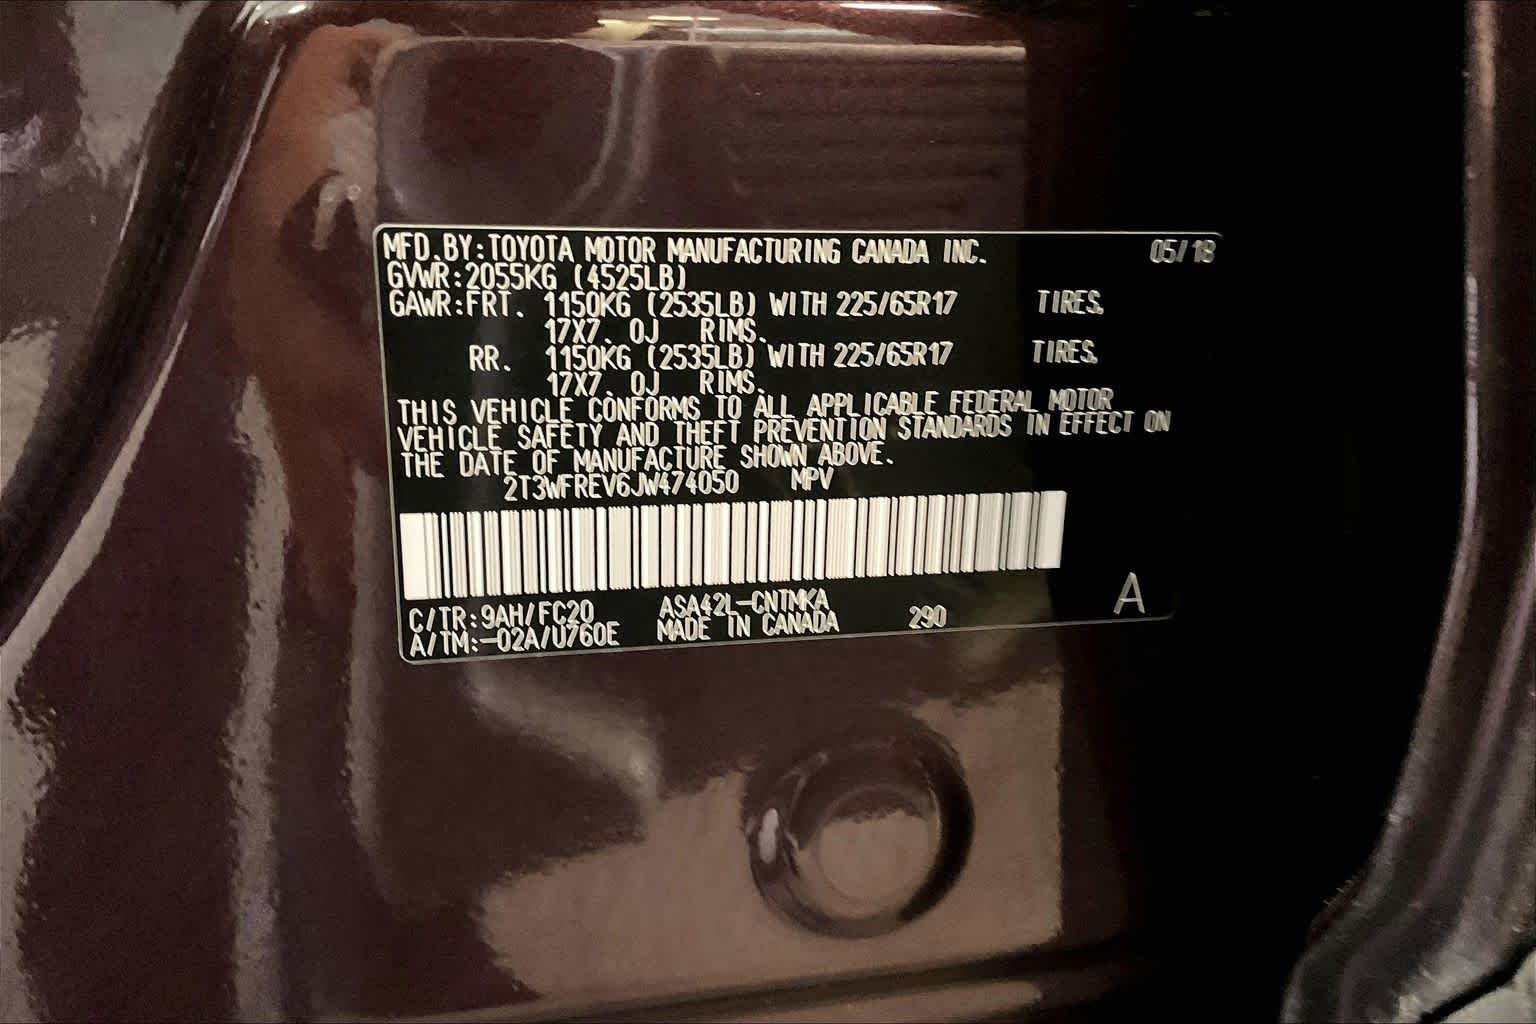 MFD.BY:TOYOTA MOTOR MANUFACTURING CANADA INC. 05/18
GVWR:2055KG (4525LB)
GAWR:FRT. 1150KG (2535LB) WITH 225/65R17 TIRES,
17X7. 0J RIMS.
RR. 1150KG (2535LB) WITH 225/65R17 TIRES,
17X7. 0J RIMS.
THIS VEHICLE CONFORMS TO ALL APPLICABLE FEDERAL MOTOR
VEHICLE SAFETY AND THEFT PREVENTION STANDARDS IN EFFECT ON
THE DATE OF MANUFACTURE SHOWN ABOVE.
2T3WFREV6JW474050 MPV
C/TR:9AH/FC20 ASA42L-CNTMKA
A/TM:-02A/U760E MADE IN CANADA 290 A